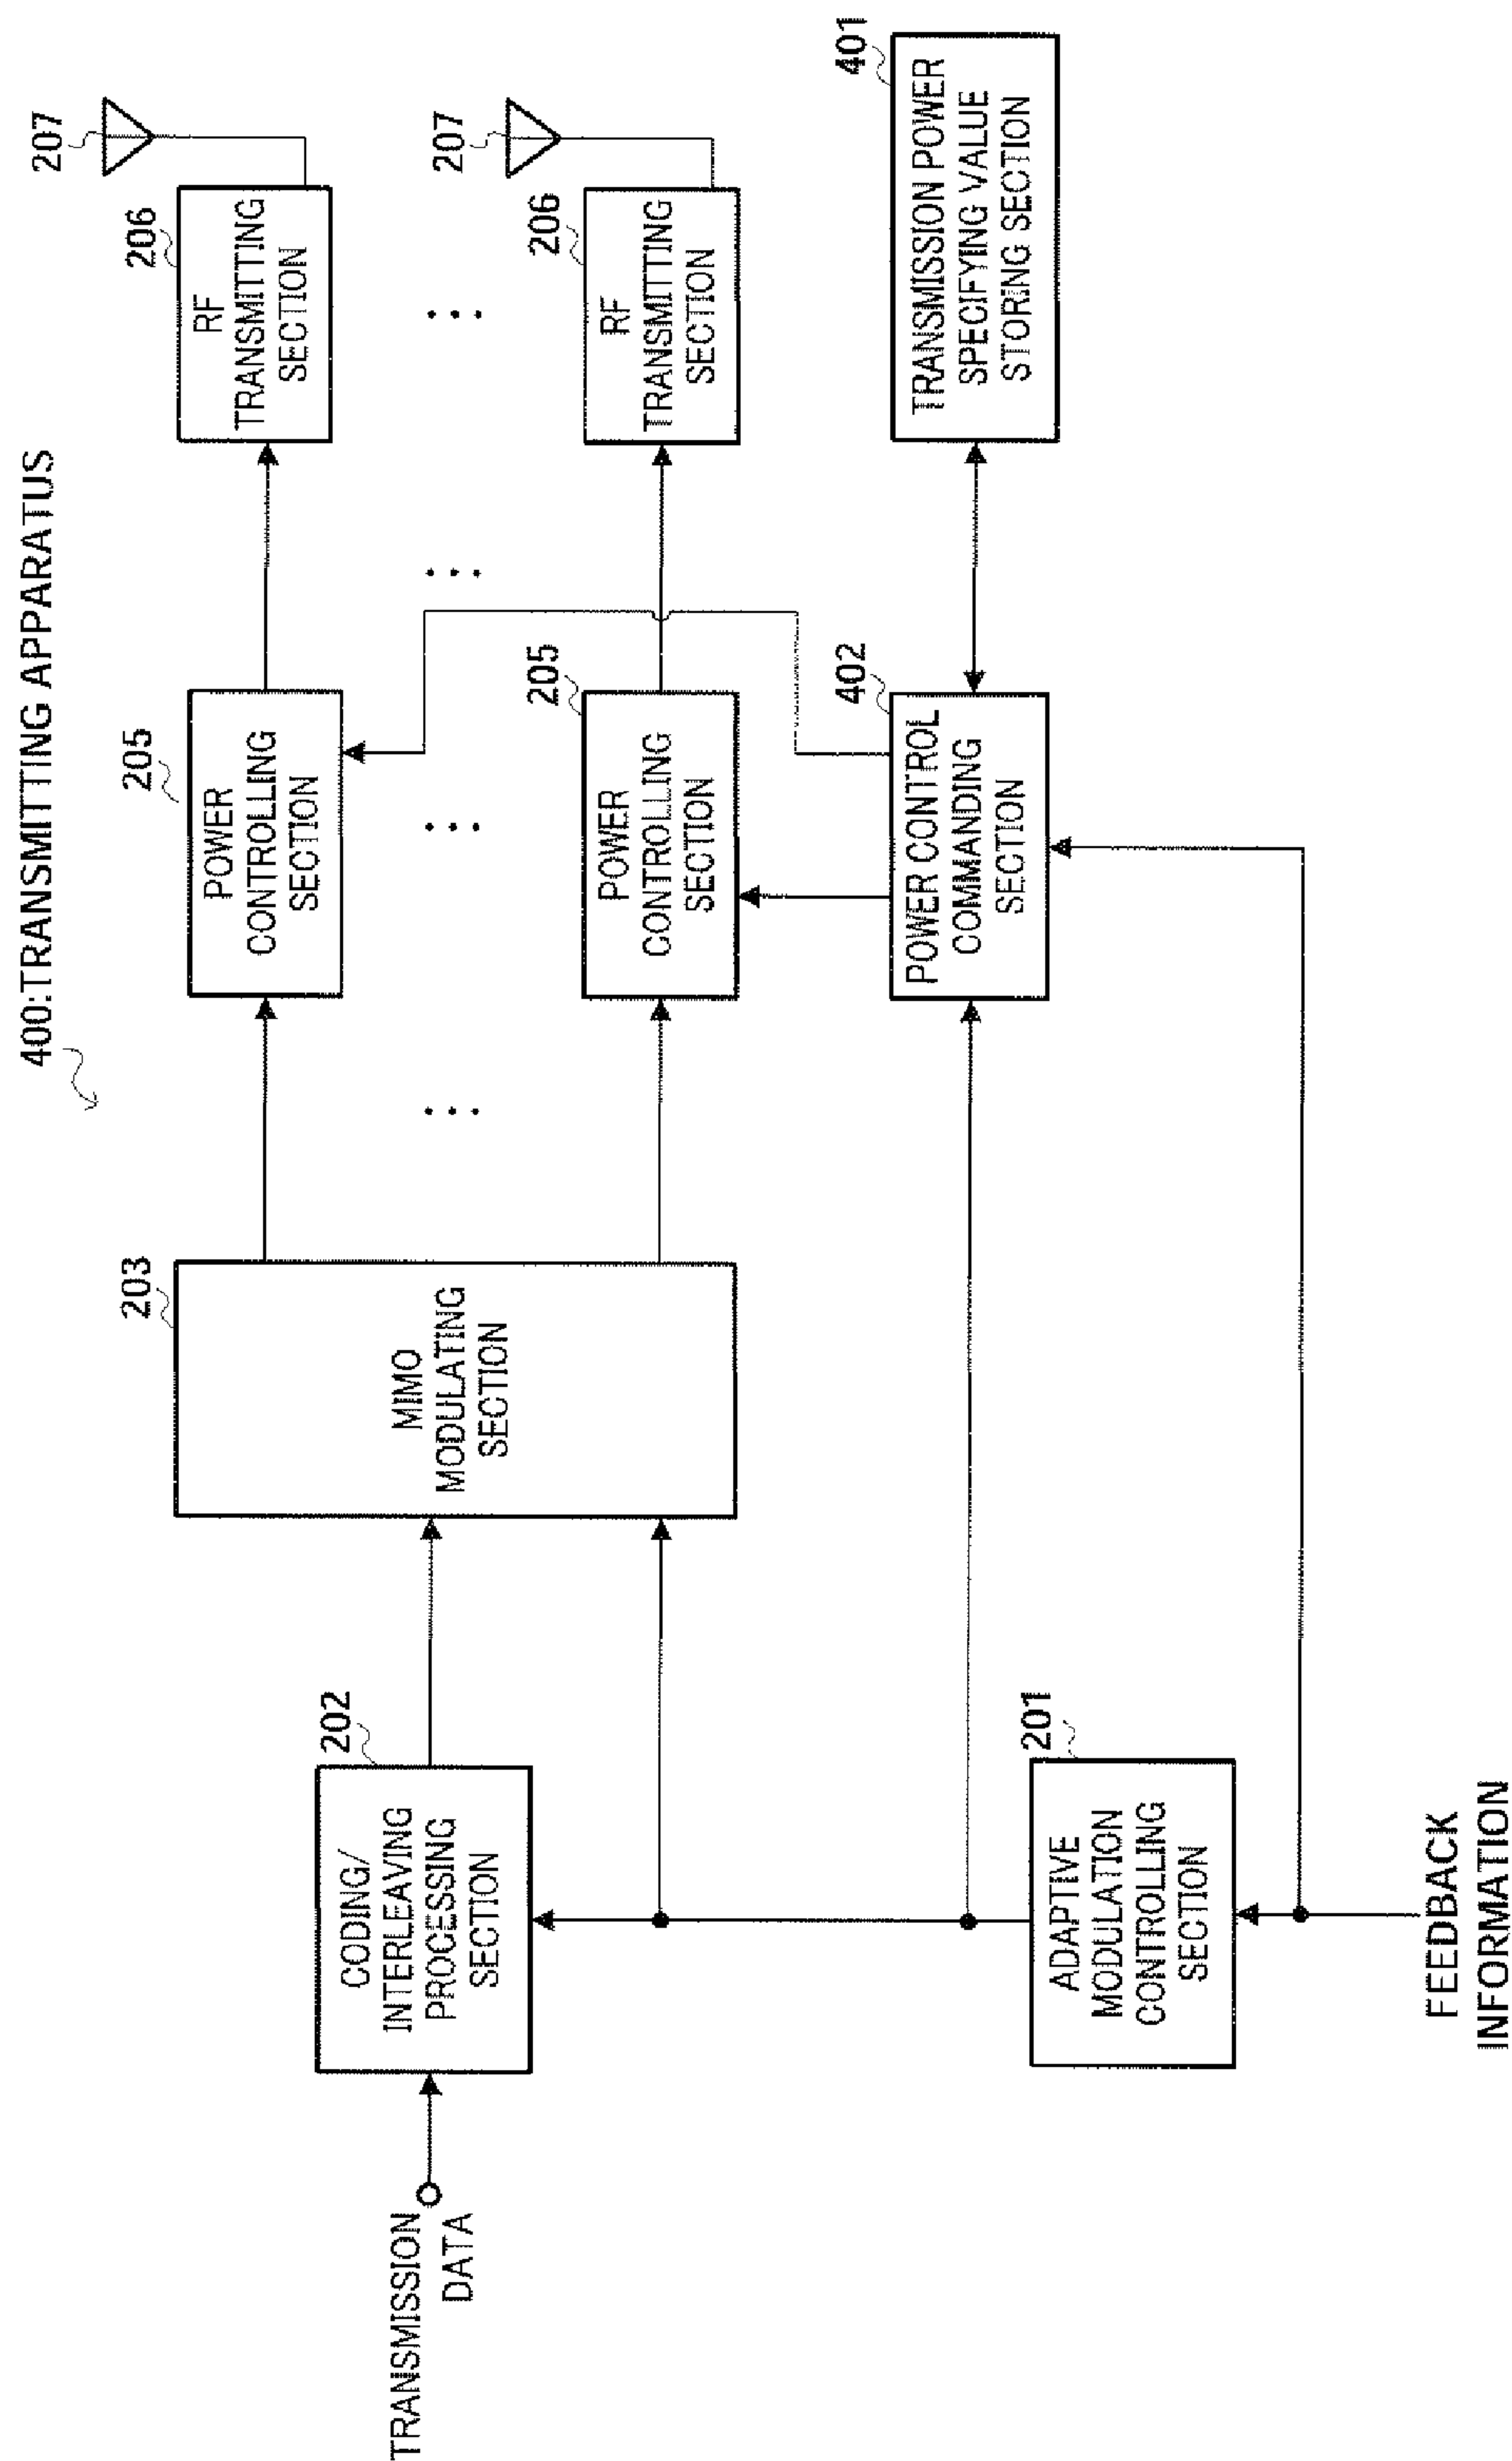 400:TRANSMITTING APPARATUS
TRANSMISSION
DATA
202
CODING/
INTERLEAVING
PROCESSING
SECTION
203
MIMO
MODULATING
SECTION
205
POWER
CONTROLLING
SECTION
206
RF
TRANSMITTING
SECTION
207
205
POWER
CONTROLLING
SECTION
206
RF
TRANSMITTING
SECTION
207
201
ADAPTIVE
MODULATION
CONTROLLING
SECTION
402
POWER CONTROL
COMMANDING
SECTION
401
TRANSMISSION POWER
SPECIFYING VALUE
STORING SECTION
FEEDBACK
INFORMATION